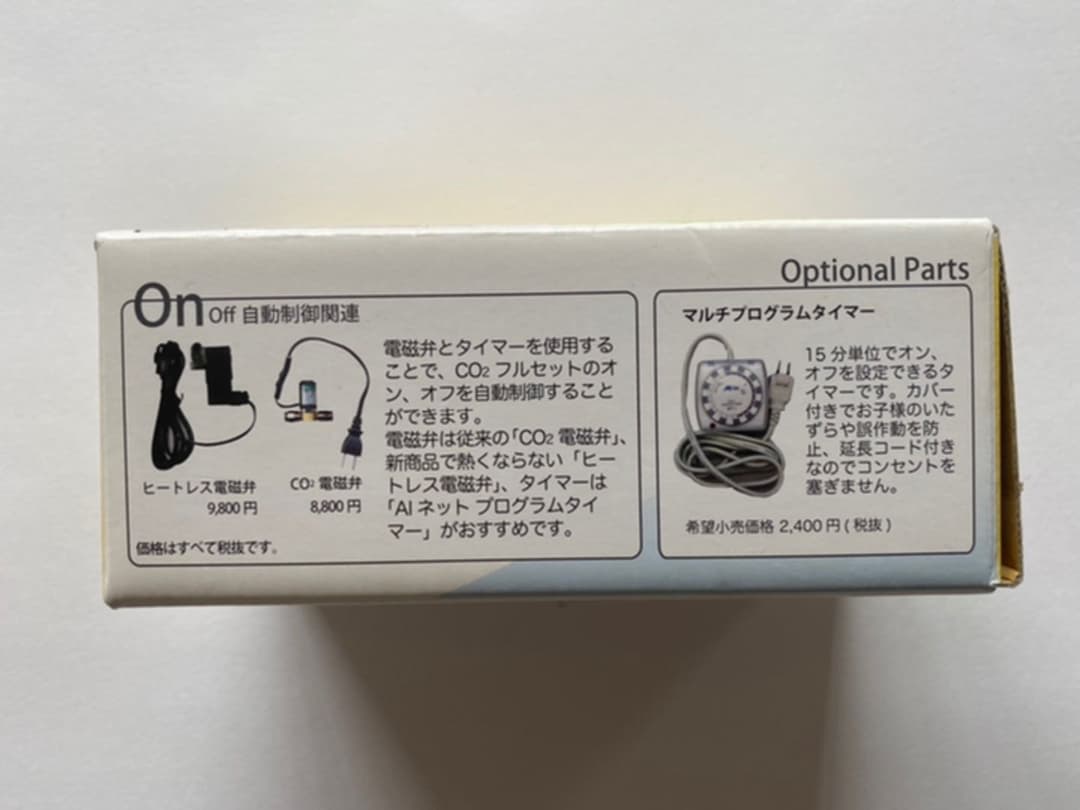 Optional Parts
On Off 自動制御関連
電磁弁とタイマーを使用する
ことで、CO2 フルセットのオ
ン、オフを自動制御すること
ができます。
電磁弁は従来の「CO2 電磁弁」、
新商品で熱くならない「ヒー
トレス電磁弁」、タイマーは
「AI ネット プログラムタイ
マー」がおすすめです。
ヒートレス電磁弁
9,800 円
CO2 電磁弁
8,800 円
価格はすべて税抜です。
マルチプログラムタイマー
15 分単位でオン、
オフを設定できるタ
イマーです。カバー
付きでお子様のいた
ずらや誤作動を防
止、延長コード付き
なのでコンセントを
塞ぎません。
希望小売価格 2,400 円 ( 税抜 )